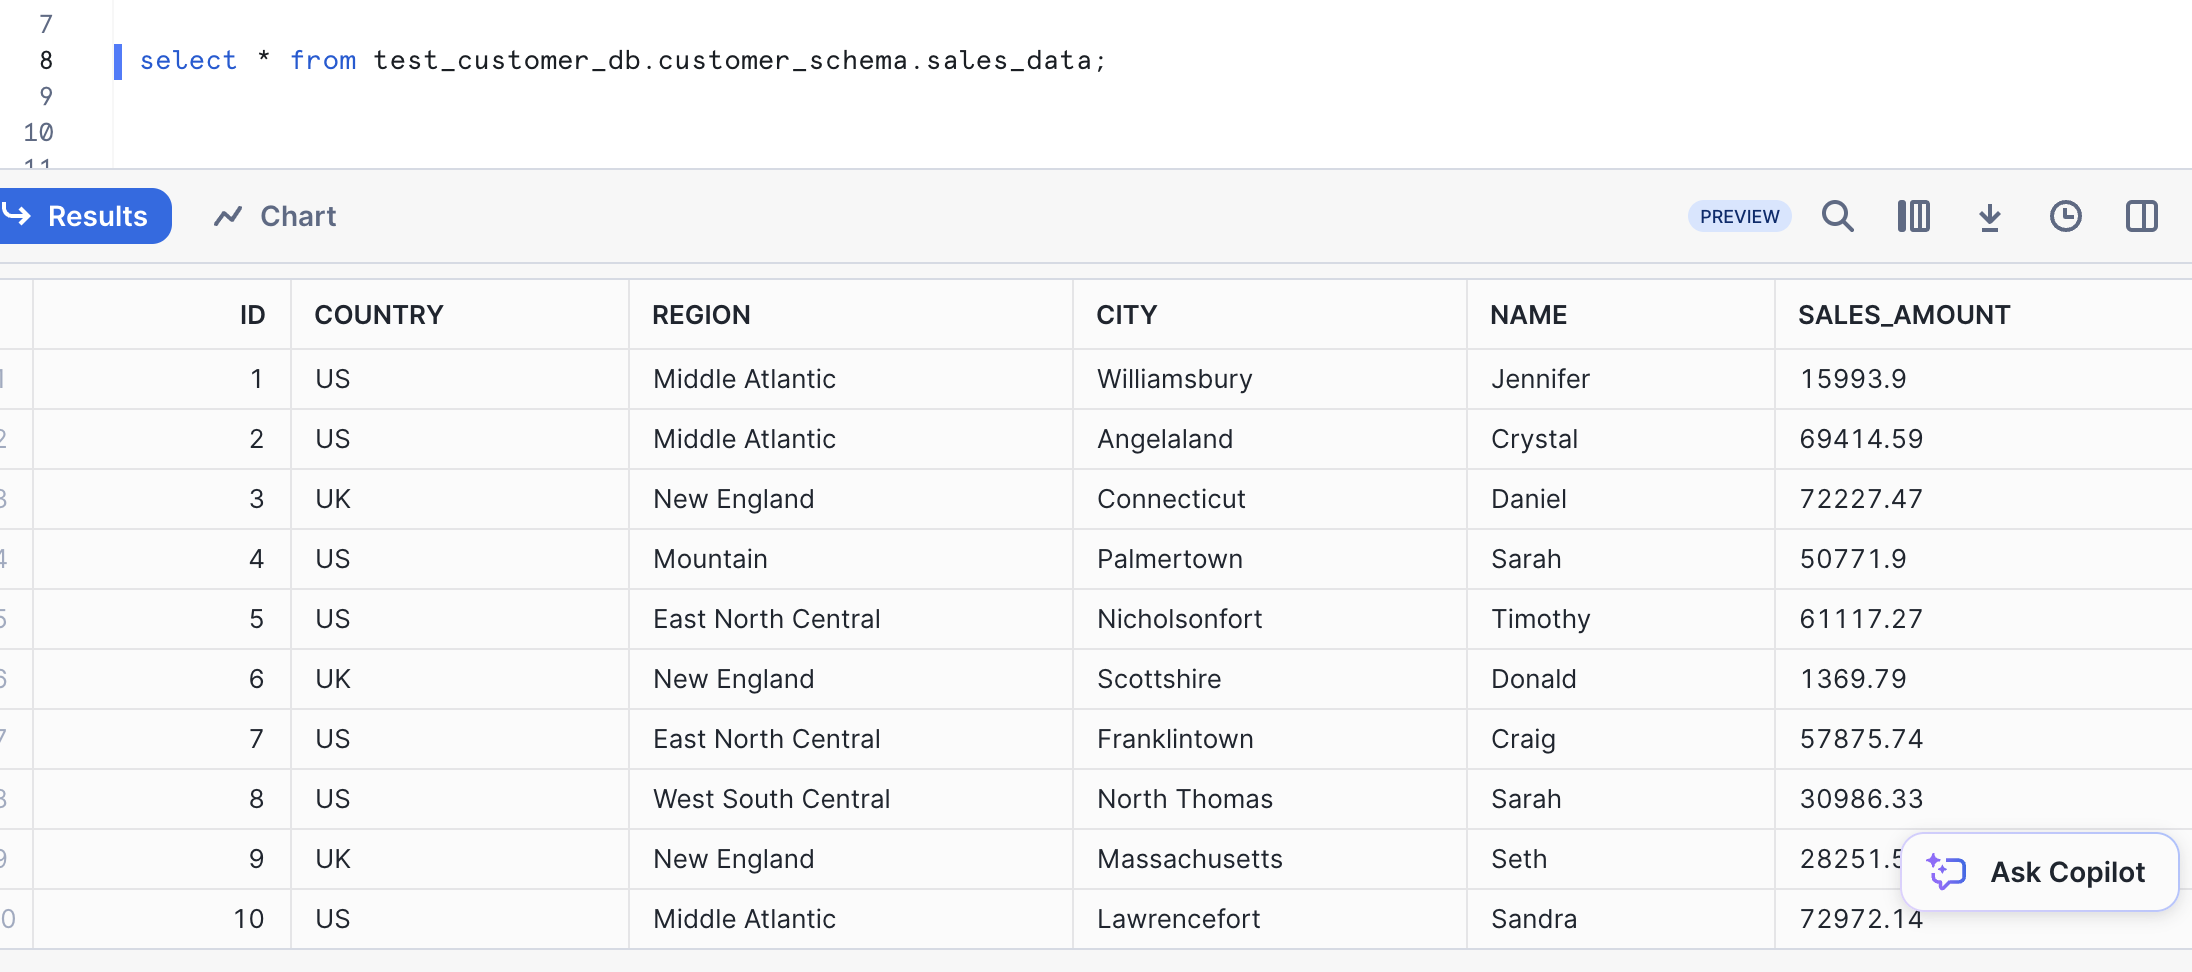 7
8 select * from test_customer_db.customer_schema.sales_data;
9
10
11
Results Chart PREVIEW
ID COUNTRY REGION CITY NAME SALES_AMOUNT
1 1 US Middle Atlantic Williamsbury Jennifer 15993.9
2 2 US Middle Atlantic Angelaland Crystal 69414.59
3 3 UK New England Connecticut Daniel 72227.47
4 4 US Mountain Palmertown Sarah 50771.9
5 5 US East North Central Nicholsonfort Timothy 61117.27
6 6 UK New England Scottshire Donald 1369.79
7 7 US East North Central Franklintown Craig 57875.74
8 8 US West South Central North Thomas Sarah 30986.33
9 9 UK New England Massachusetts Seth
Ask Copilot
0 10 US Middle Atlantic Lawrencefort Sandra 72972.14